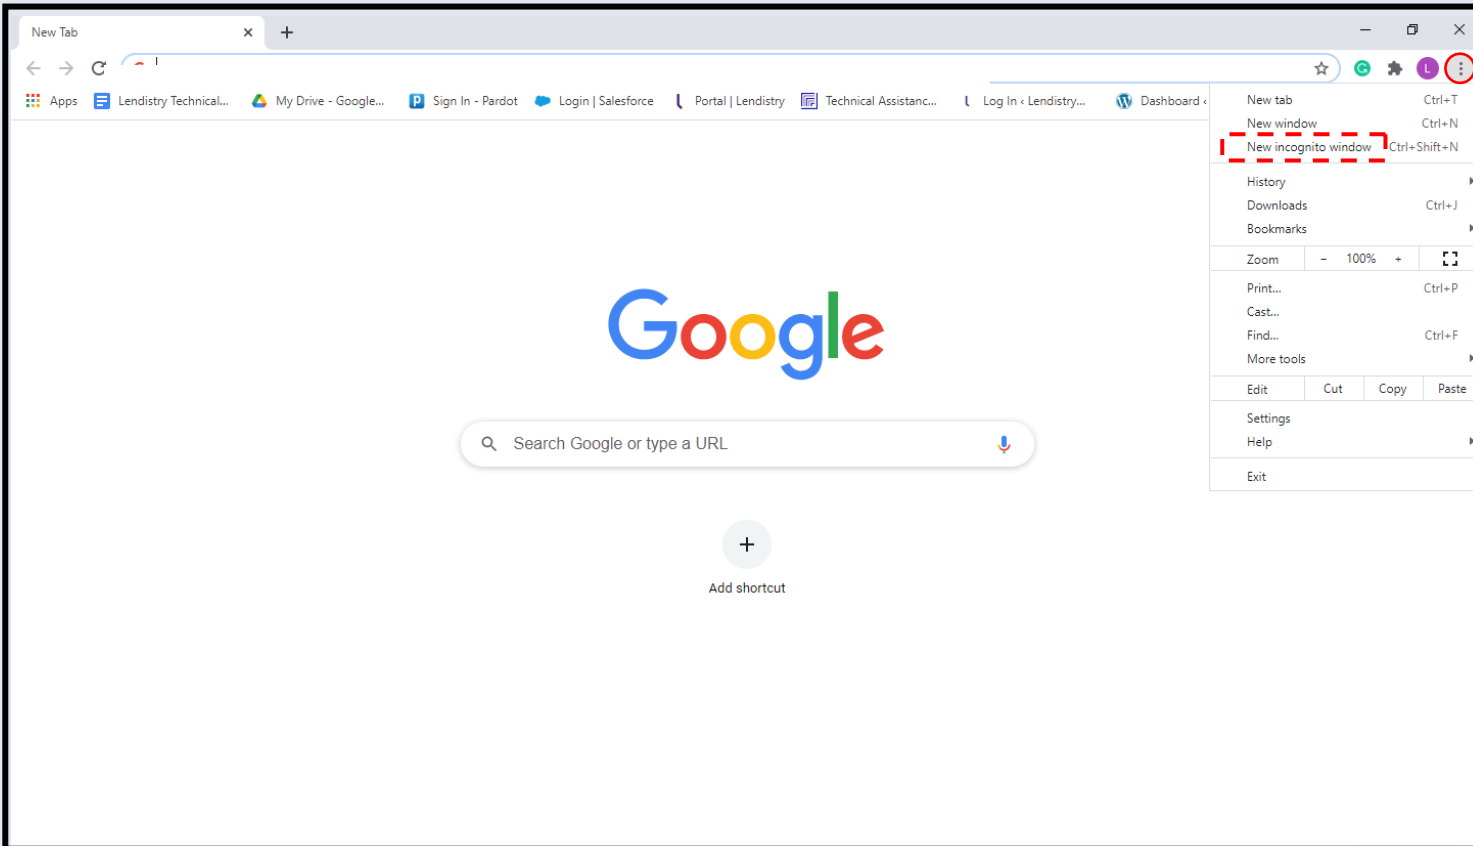 New Tab
Apps Lendistry Technical... My Drive - Google... Sign In - Pardot Login | Salesforce Portal | Lendistry Technical Assistanc... Log In ‹ Lendistry... Dashboard ‹
L
New tab Ctrl+T
New window Ctrl+N
New incognito window Ctrl+Shift+N
History
Downloads Ctrl+J
Bookmarks
Zoom - 100% +
Print... Ctrl+P
Cast...
Find... Ctrl+F
More tools
Edit Cut Copy Paste
Settings
Help
Exit
Google
Search Google or type a URL
Add shortcut